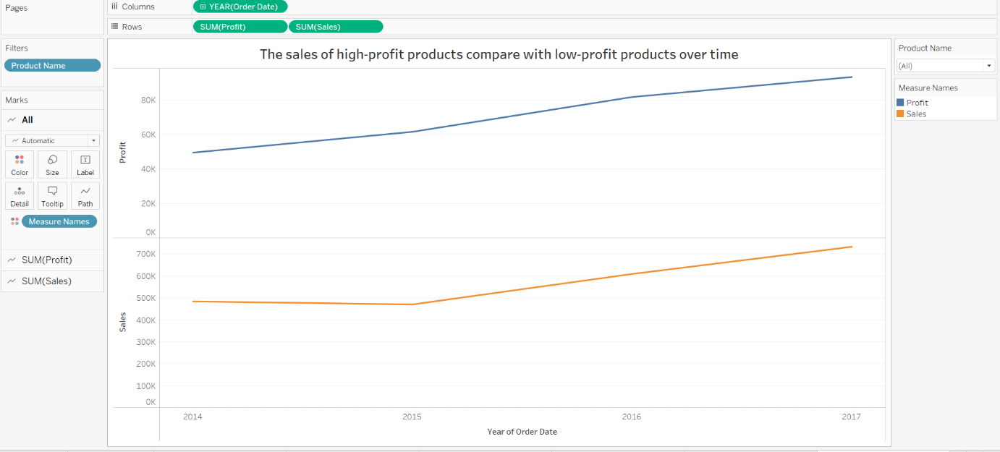 Pages
Columns
YEAR(Order Date)
Rows
SUM(Profit)
SUM(Sales)
Filters
Product Name
Marks
All
Automatic
Color
Size
Label
Detail
Tooltip
Path
Measure Names
SUM(Profit)
SUM(Sales)
The sales of high-profit products compare with low-profit products over time
Profit
80K
60K
40K
20K
0K
Sales
700K
600K
500K
400K
300K
200K
100K
0K
2014
2015
2016
2017
Year of Order Date
Product Name
(All)
Measure Names
Profit
Sales